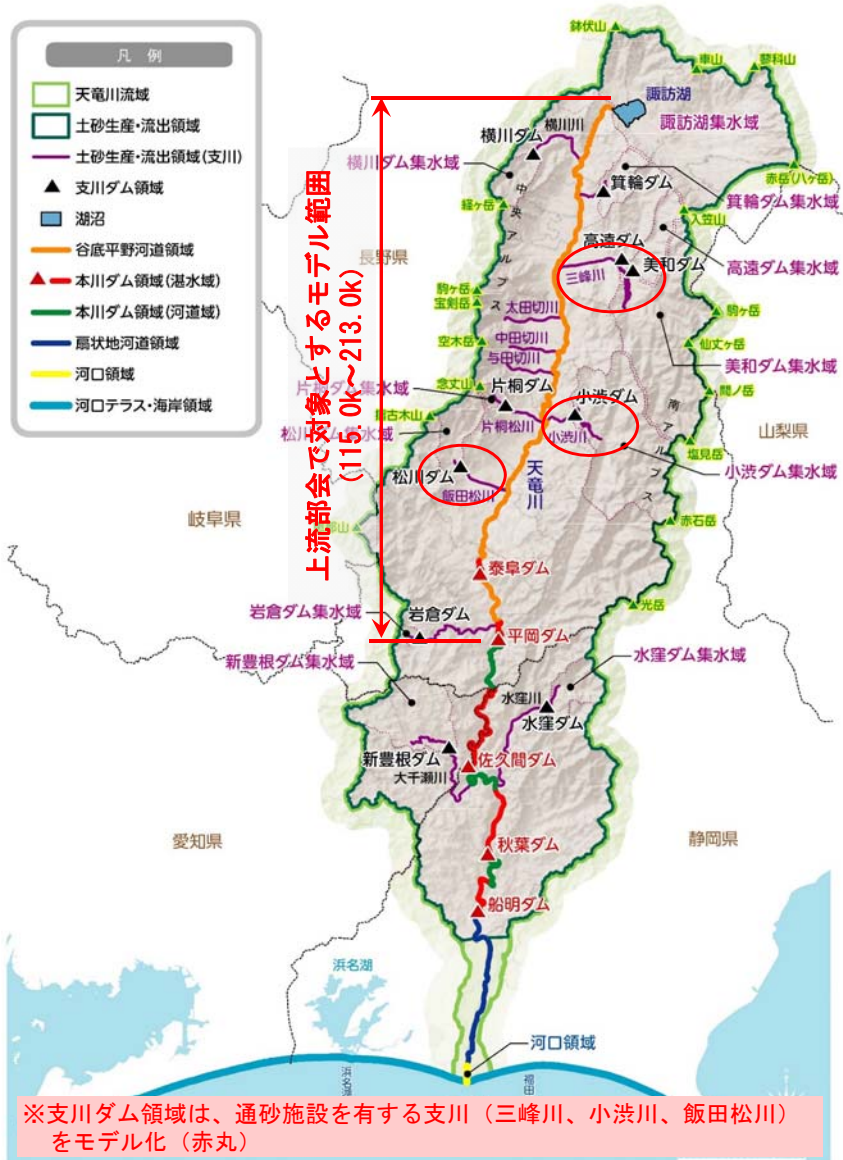 凡 例
天竜川流域
土砂生産・流出領域
土砂生産・流出領域(支川)
支川ダム領域
湖沼
谷底平野河道領域
本川ダム領域(湛水域)
本川ダム領域(河道域)
扇状地河道領域
河口領域
河口テラス・海岸領域
上流部会で対象とするモデル範囲
(115.0k～213.0k)
鉢伏山
車山
蓼科山
諏訪湖
諏訪湖集水域
横川ダム
横川川
横川ダム集水域
箕輪ダム
赤岳(八ヶ岳)
箕輪ダム集水域
中央アルプス
経ヶ岳
入笠山
長野県
高遠ダム
美和ダム
三峰川
高遠ダム集水域
駒ヶ岳
宝剣岳
太田切川
駒ヶ岳
中田切川
空木岳
与田切川
仙丈ヶ岳
美和ダム集水域
念丈山
片桐ダム集水域
片桐ダム
小渋ダム
間ノ岳
片桐松川
小渋川
南アルプス
山梨県
松川ダム集水域
塩見岳
小渋ダム集水域
松川ダム
飯田松川
天竜川
岐阜県
赤石岳
泰阜ダム
光岳
岩倉ダム集水域
岩倉ダム
平岡ダム
新豊根ダム集水域
水窪ダム集水域
水窪川
水窪ダム
新豊根ダム
佐久間ダム
大千瀬川
愛知県
静岡県
秋葉ダム
船明ダム
浜名湖
河口領域
※支川ダム領域は、通砂施設を有する支川（三峰川、小渋川、飯田松川）
をモデル化（赤丸）